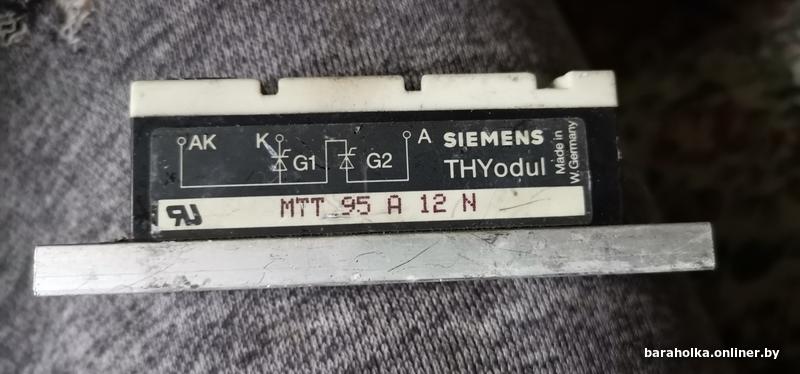 AK K G1 G2 A SIEMENS
THYodul
Made in
W. Germany
MTT 95 A 12 N
baraholka.onliner.by